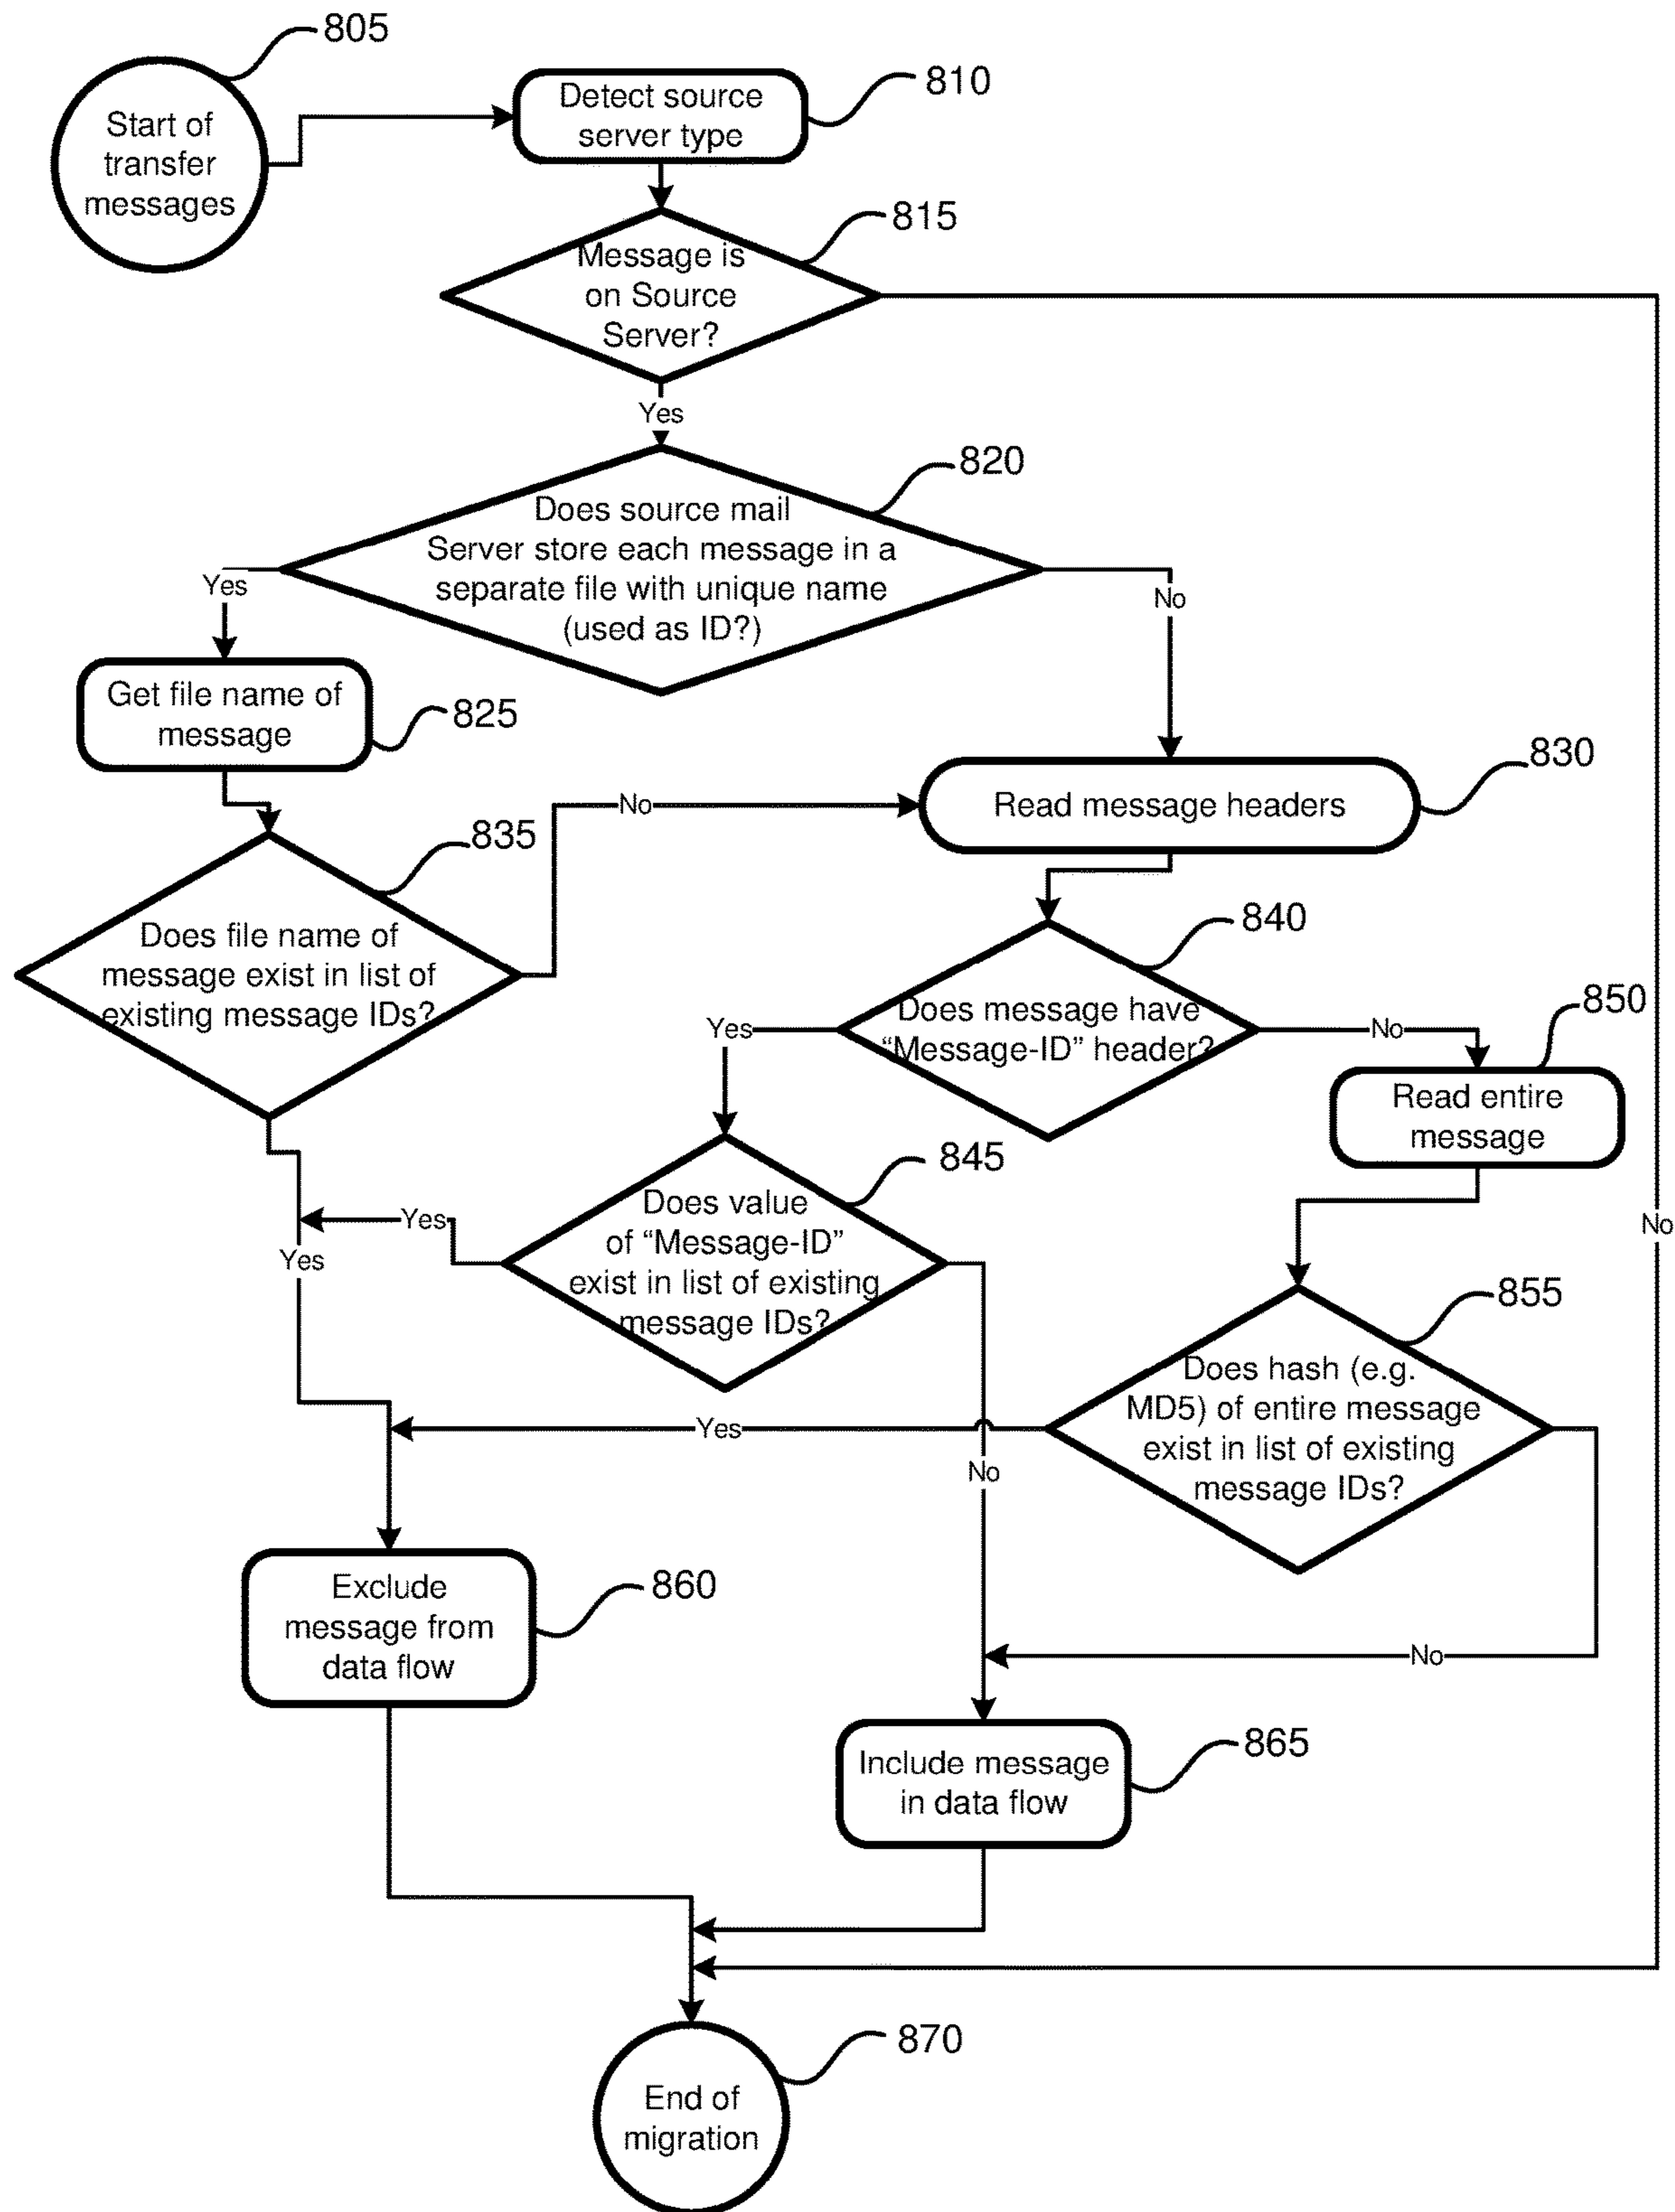 805
Start of
transfer
messages
Detect source
server type
810
Message is
on Source
Server?
815
Yes
No
Does source mail
Server store each message in a
separate file with unique name
(used as ID?)
820
Yes
No
Get file name of
message
825
Read message headers
830
Does file name of
message exist in list of
existing message IDs?
835
No
Yes
Does message have
“Message-ID” header?
840
Yes
No
Read entire
message
850
Does value
of “Message-ID”
exist in list of existing
message IDs?
845
Yes
No
Does hash (e.g.
MD5) of entire message
exist in list of existing
message IDs?
855
Yes
No
Exclude
message from
data flow
860
Include message
in data flow
865
End of
migration
870